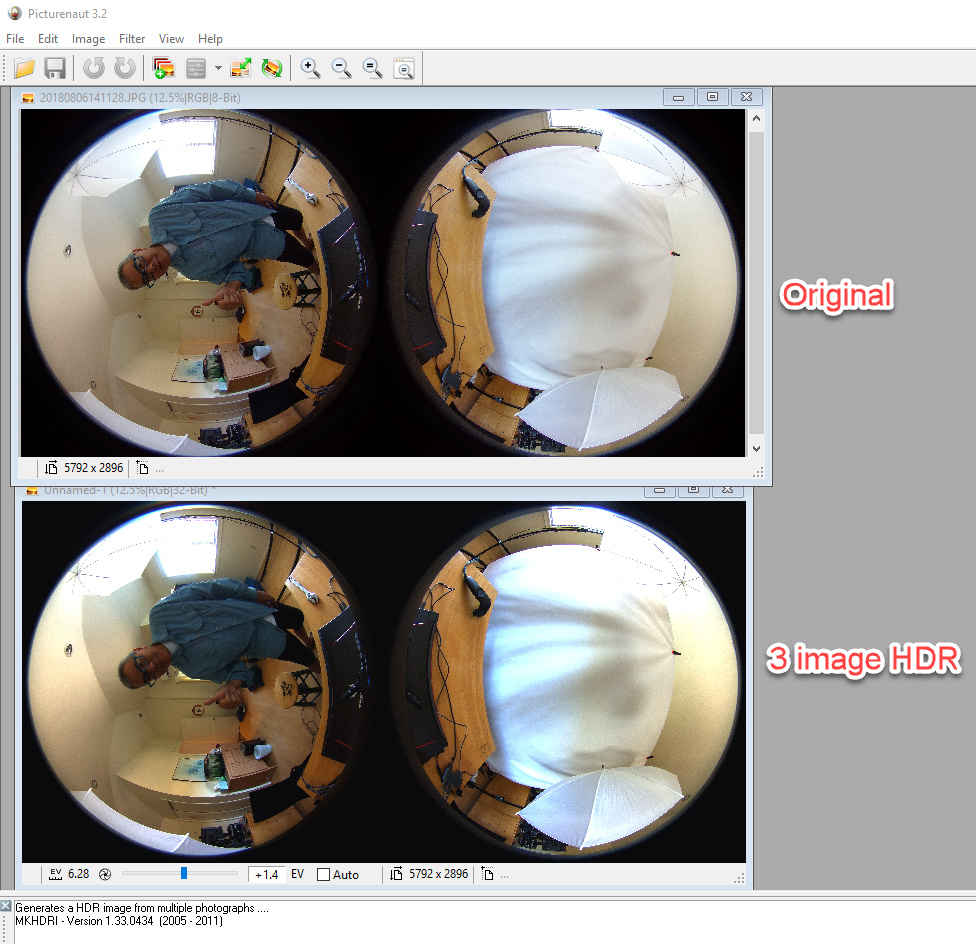 Picturenaut 3.2
File Edit Image Filter View Help
20180806141128.JPG (12.5%|RGB|8-Bit)
Original
5792 x 2896 ...
Unnamed-1 (12.5%|RGB|32-Bit) *
3 image HDR
EV 6.28 +1.4 EV Auto 5792 x 2896 ...
Generates a HDR image from multiple photographs ....
MKHDRI - Version 1.33.0434 (2005 - 2011)